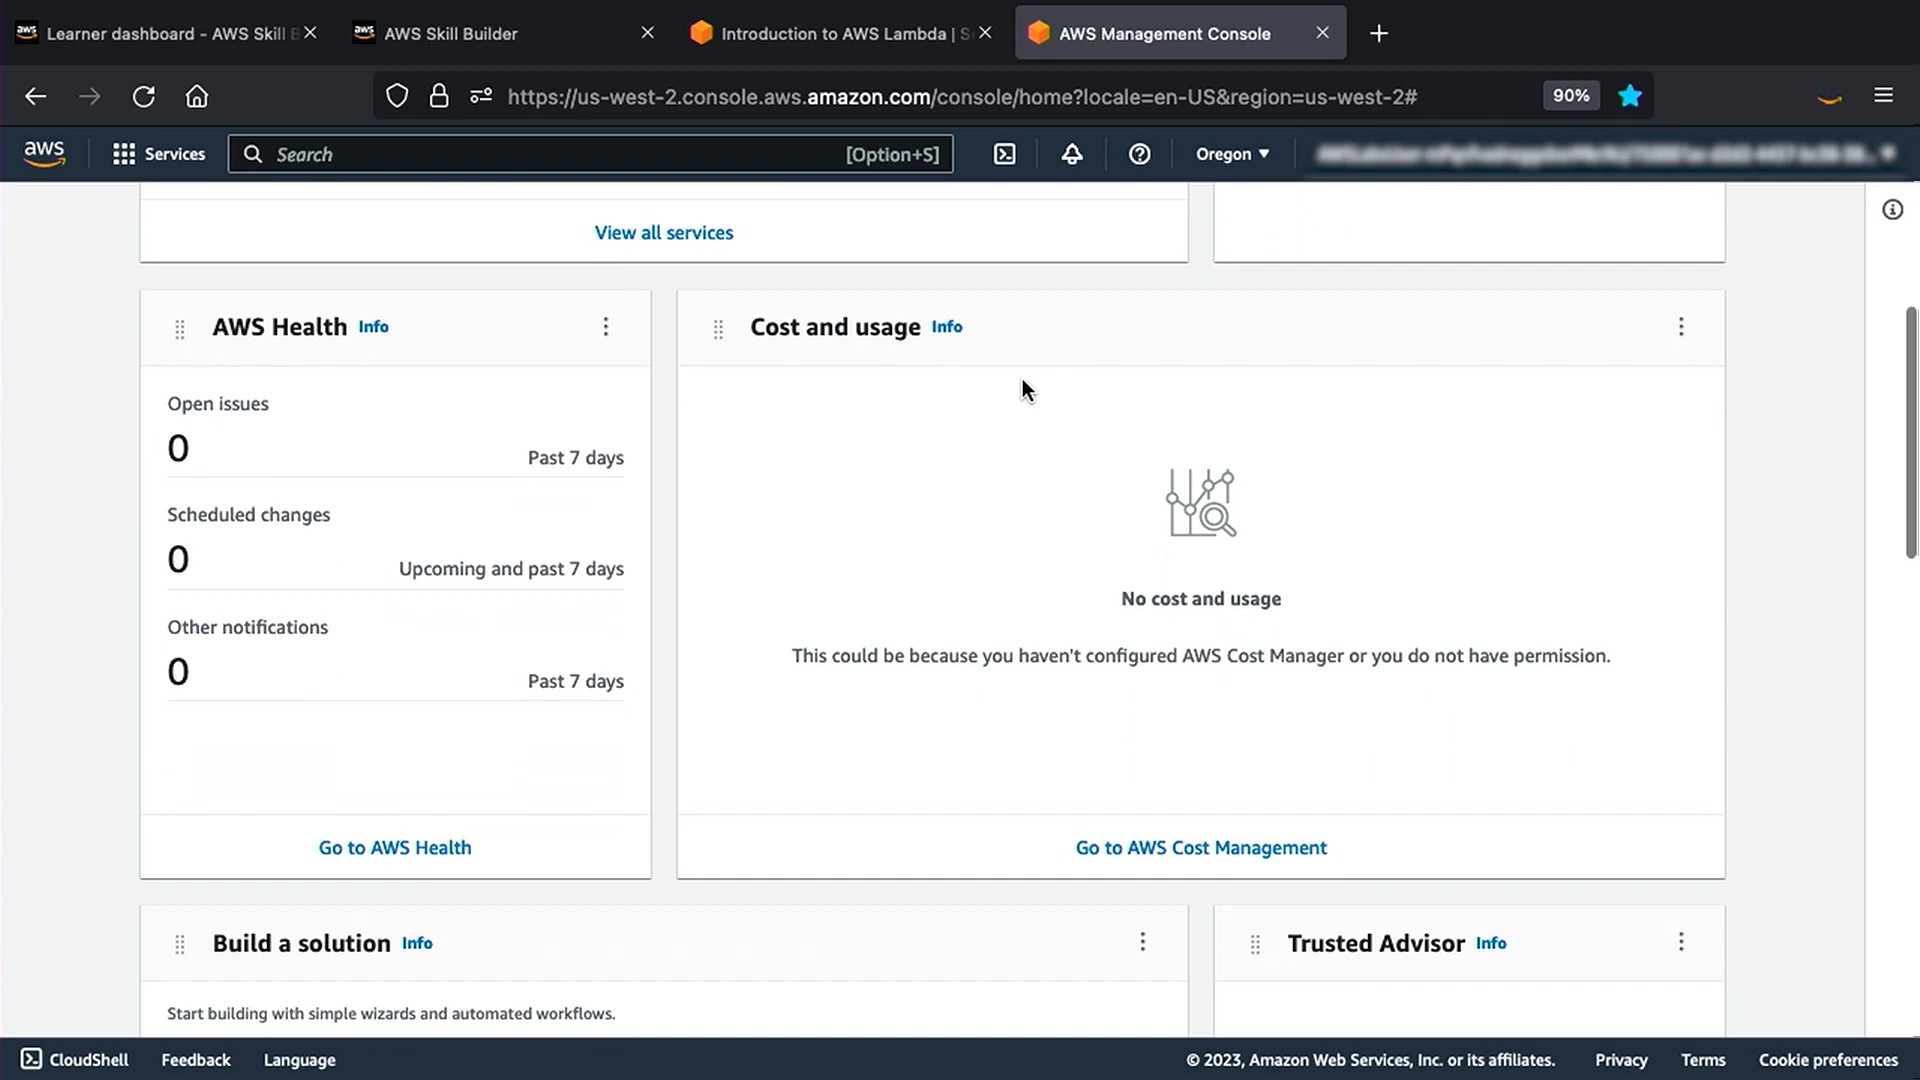 Learner dashboard - AWS Skill B
AWS Skill Builder
Introduction to AWS Lambda | S
AWS Management Console
https://us-west-2.console.aws.amazon.com/console/home?locale=en-US&region=us-west-2#
90%
aws
Services
Search
[Option+S]
Oregon
View all services
AWS Health Info
Cost and usage Info
Open issues
0
Past 7 days
Scheduled changes
0
Upcoming and past 7 days
Other notifications
0
Past 7 days
No cost and usage
This could be because you haven't configured AWS Cost Manager or you do not have permission.
Go to AWS Health
Go to AWS Cost Management
Build a solution Info
Trusted Advisor Info
Start building with simple wizards and automated workflows.
CloudShell
Feedback
Language
© 2023, Amazon Web Services, Inc. or its affiliates.
Privacy
Terms
Cookie preferences